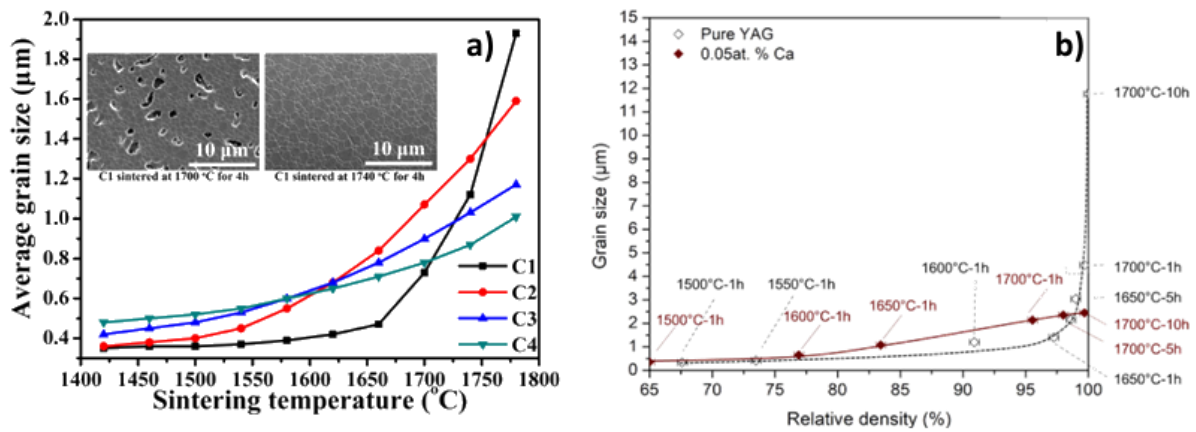 a)
2.0
1.8
1.6
1.4
1.2
1.0
0.8
0.6
0.4
Average grain size (μm)
10 μm
C1 sintered at 1700 °C for 4h
10 μm
C1 sintered at 1740 °C for 4h
C1
C2
C3
C4
1400 1450 1500 1550 1600 1650 1700 1750 1800
Sintering temperature (°C)
b)
15
14
13
12
11
10
9
8
7
6
5
4
3
2
1
0
Grain size (μm)
Pure YAG
0.05at. % Ca
1700°C-10h
1500°C-1h
1550°C-1h
1600°C-1h
1500°C-1h
1600°C-1h
1650°C-1h
1700°C-1h
1700°C-1h
1650°C-5h
1700°C-10h
1700°C-5h
1650°C-1h
65 70 75 80 85 90 95 100
Relative density (%)